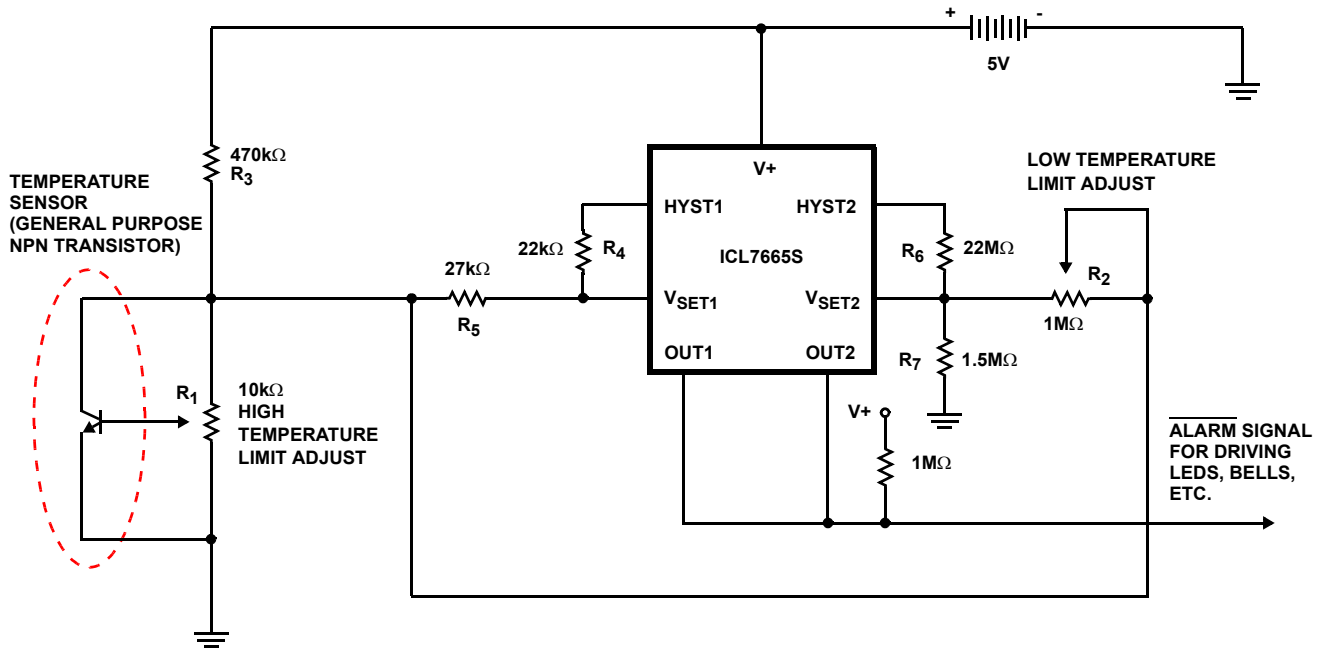 + -
5V
470kΩ
R3
TEMPERATURE
SENSOR
(GENERAL PURPOSE
NPN TRANSISTOR)
LOW TEMPERATURE
LIMIT ADJUST
V+
HYST1
HYST2
ICL7665S
VSET1
VSET2
OUT1
OUT2
22kΩ
R4
27kΩ
R5
R6
22MΩ
R2
1MΩ
R7
1.5MΩ
R1
10kΩ
HIGH
TEMPERATURE
LIMIT ADJUST
V+
1MΩ
ALARM SIGNAL
FOR DRIVING
LEDS, BELLS,
ETC.